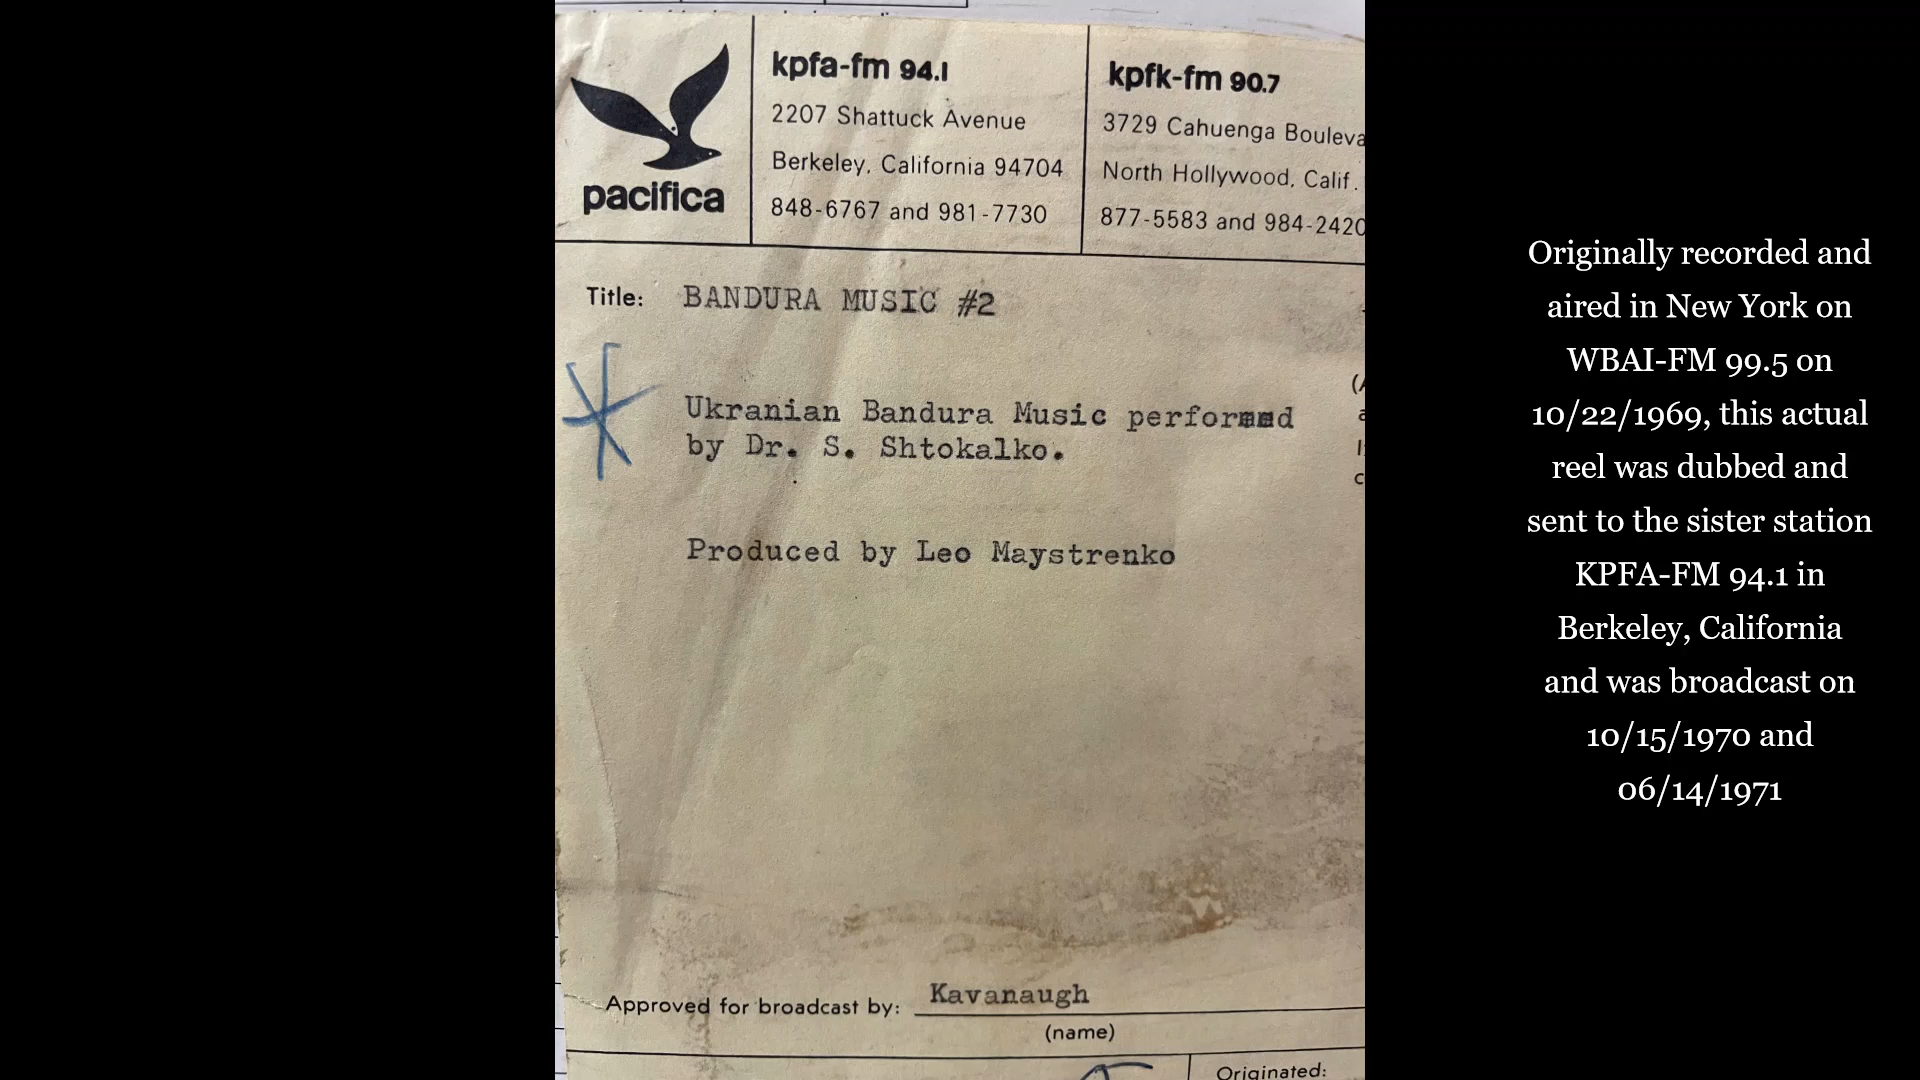 pacifica
kpfa-fm 94.1
2207 Shattuck Avenue
Berkeley, California 94704
848-6767 and 981-7730
kpfk-fm 90.7
3729 Cahuenga Bouleva
North Hollywood, Calif.
877-5583 and 984-2420
Title: BANDURA MUSIC #2
Ukranian Bandura Music performed
by Dr. S. Shtokalko.
Produced by Leo Maystrenko
Approved for broadcast by: Kavanaugh
(name)
Originated:
Originally recorded and
aired in New York on
WBAI-FM 99.5 on
10/22/1969, this actual
reel was dubbed and
sent to the sister station
KPFA-FM 94.1 in
Berkeley, California
and was broadcast on
10/15/1970 and
06/14/1971